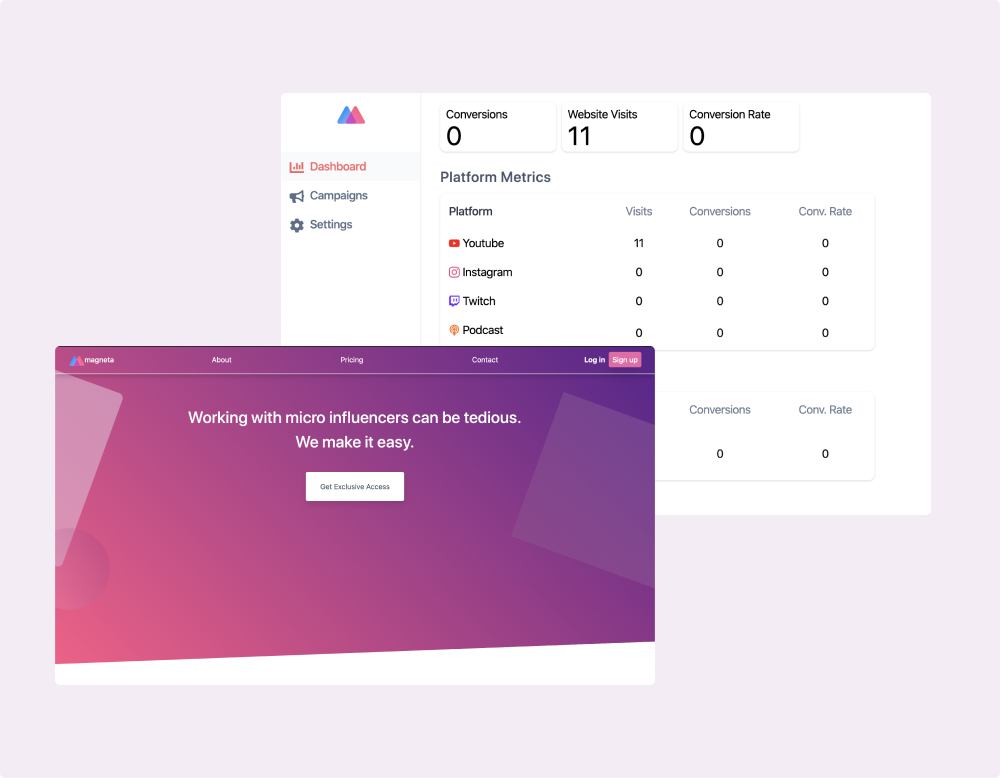 Conversions
0
Website Visits
11
Conversion Rate
0
Dashboard
Campaigns
Settings
Platform Metrics
Platform Visits Conversions Conv. Rate
Youtube 11 0 0
Instagram 0 0 0
Twitch 0 0 0
Podcast 0 0 0
Conversions Conv. Rate
0 0
magneta About Pricing Contact Log in Sign up
Working with micro influencers can be tedious.
We make it easy.
Get Exclusive Access